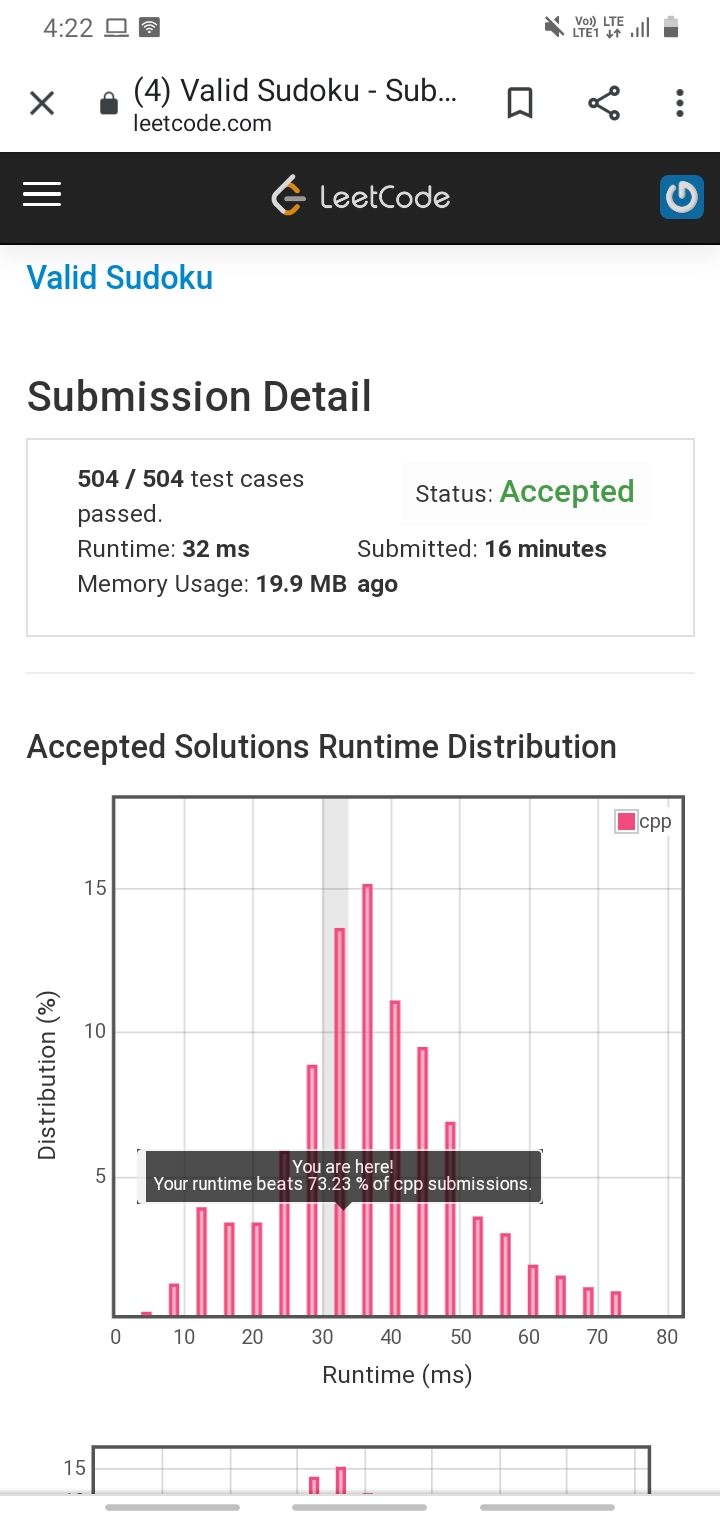 4:22
Vo)) LTE
LTE1
(4) Valid Sudoku - Sub...
leetcode.com
LeetCode
Valid Sudoku
Submission Detail
504 / 504 test cases
passed.
Status: Accepted
Runtime: 32 ms
Submitted: 16 minutes
Memory Usage: 19.9 MB
ago
Accepted Solutions Runtime Distribution
cpp
15
10
5
Distribution (%)
You are here!
Your runtime beats 73.23 % of cpp submissions.
0 10 20 30 40 50 60 70 80
Runtime (ms)
15